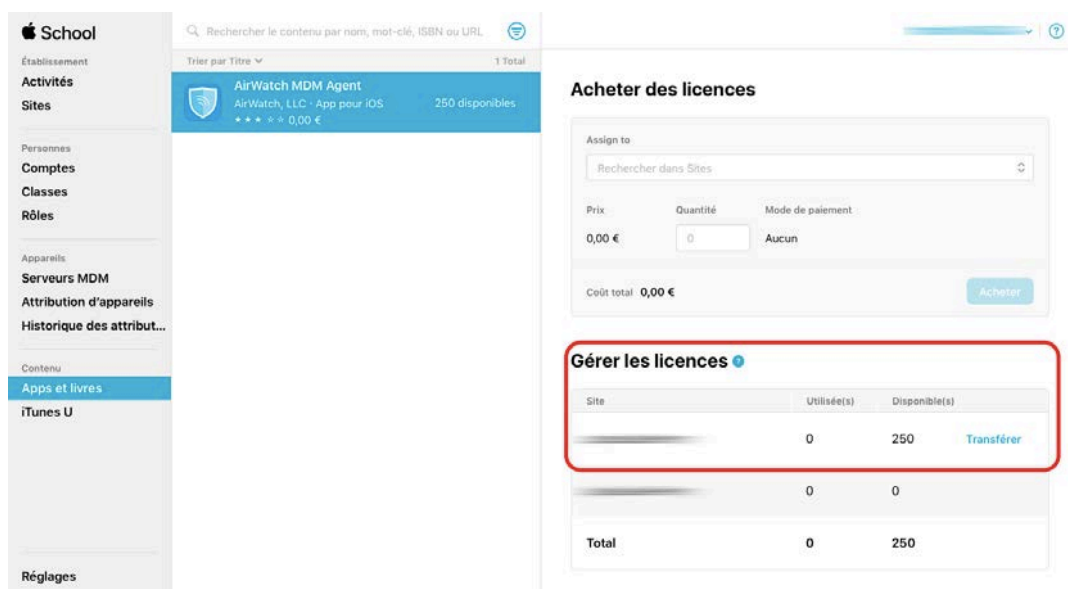 School
Établissement
Activités
Sites
Personnes
Comptes
Classes
Rôles
Appareils
Serveurs MDM
Attribution d'appareils
Historique des attribut...
Contenu
Apps et livres
iTunes U
Réglages
Rechercher le contenu par nom, mot-clé, ISBN ou URL
Trier par Titre 1 Total
AirWatch MDM Agent
AirWatch, LLC · App pour iOS 250 disponibles
★ ★ ★ ☆ ☆ 0,00 €
?
Acheter des licences
Assign to
Rechercher dans Sites
Prix Quantité Mode de paiement
0,00 € 0 Aucun
Coût total 0,00 € Acheter
Gérer les licences ?
Site Utilisée(s) Disponible(s)
0 250 Transférer
0 0
Total 0 250